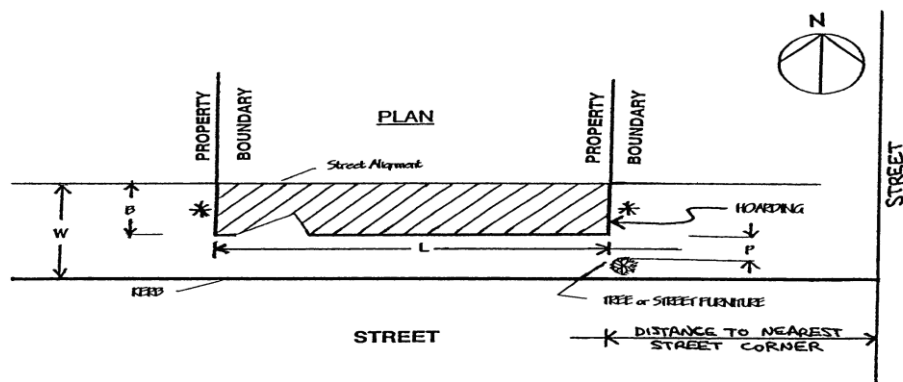 N
PLAN
PROPERTY
BOUNDARY
PROPERTY
BOUNDARY
Street Alignment
STREET
W
B
HOARDING
L
P
KERB
TREE or STREET FURNITURE
STREET
DISTANCE TO NEAREST
STREET CORNER